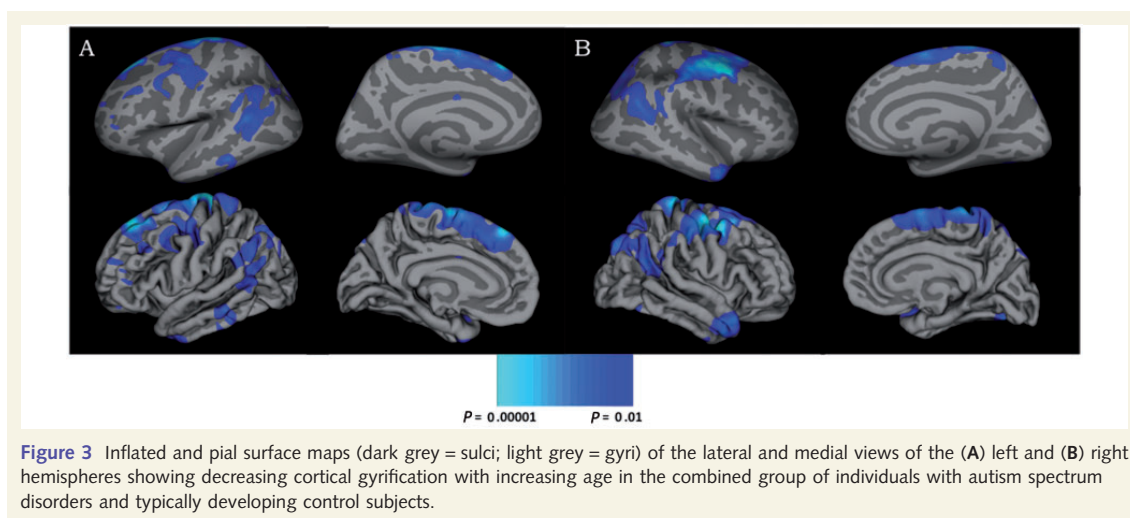 A
B
P = 0.00001 P = 0.01
Figure 3 Inflated and pial surface maps (dark grey = sulci; light grey = gyri) of the lateral and medial views of the (A) left and (B) right
hemispheres showing decreasing cortical gyrification with increasing age in the combined group of individuals with autism spectrum
disorders and typically developing control subjects.